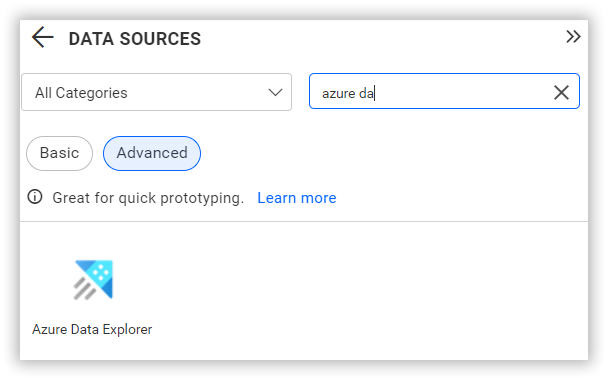 DATA SOURCES
All Categories
azure da
Basic
Advanced
Great for quick prototyping. Learn more
Azure Data Explorer